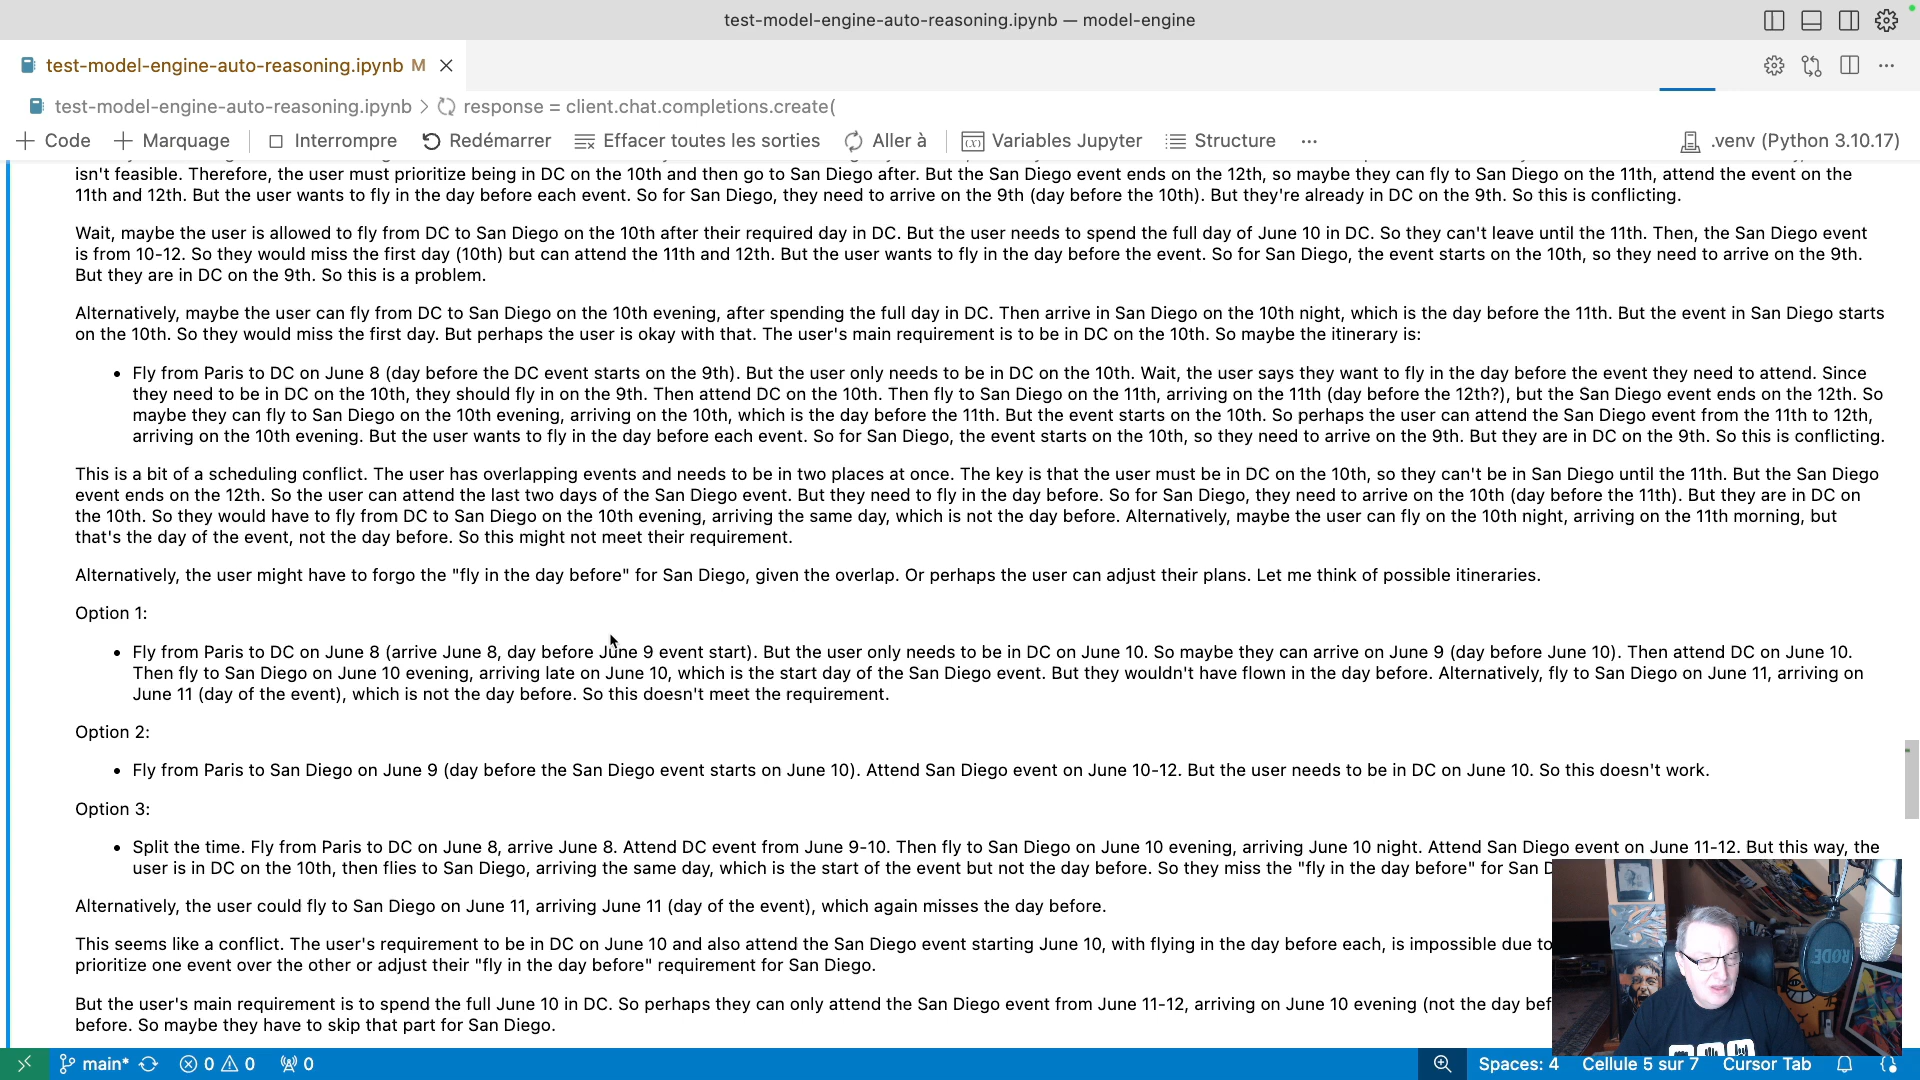 test-model-engine-auto-reasoning.ipynb — model-engine
test-model-engine-auto-reasoning.ipynb M
test-model-engine-auto-reasoning.ipynb > response = client.chat.completions.create(
Code Marquage Interrompre Redémarrer Effacer toutes les sorties Aller à Variables Jupyter Structure ... .venv (Python 3.10.17)
isn't feasible. Therefore, the user must prioritize being in DC on the 10th and then go to San Diego after. But the San Diego event ends on the 12th, so maybe they can fly to San Diego on the 11th, attend the event on the
11th and 12th. But the user wants to fly in the day before each event. So for San Diego, they need to arrive on the 9th (day before the 10th). But they're already in DC on the 9th. So this is conflicting.
Wait, maybe the user is allowed to fly from DC to San Diego on the 10th after their required day in DC. But the user needs to spend the full day of June 10 in DC. So they can't leave until the 11th. Then, the San Diego event
is from 10-12. So they would miss the first day (10th) but can attend the 11th and 12th. But the user wants to fly in the day before the event. So for San Diego, the event starts on the 10th, so they need to arrive on the 9th.
But they are in DC on the 9th. So this is a problem.
Alternatively, maybe the user can fly from DC to San Diego on the 10th evening, after spending the full day in DC. Then arrive in San Diego on the 10th night, which is the day before the 11th. But the event in San Diego starts
on the 10th. So they would miss the first day. But perhaps the user is okay with that. The user's main requirement is to be in DC on the 10th. So maybe the itinerary is:
• Fly from Paris to DC on June 8 (day before the DC event starts on the 9th). But the user only needs to be in DC on the 10th. Wait, the user says they want to fly in the day before the event they need to attend. Since
they need to be in DC on the 10th, they should fly in on the 9th. Then attend DC on the 10th. Then fly to San Diego on the 11th, arriving on the 11th (day before the 12th?), but the San Diego event ends on the 12th. So
maybe they can fly to San Diego on the 10th evening, arriving on the 10th, which is the day before the 11th. But the event starts on the 10th. So perhaps the user can attend the San Diego event from the 11th to 12th,
arriving on the 10th evening. But the user wants to fly in the day before each event. So for San Diego, the event starts on the 10th, so they need to arrive on the 9th. But they are in DC on the 9th. So this is conflicting.
This is a bit of a scheduling conflict. The user has overlapping events and needs to be in two places at once. The key is that the user must be in DC on the 10th, so they can't be in San Diego until the 11th. But the San Diego
event ends on the 12th. So the user can attend the last two days of the San Diego event. But they need to fly in the day before. So for San Diego, they need to arrive on the 10th (day before the 11th). But they are in DC on
the 10th. So they would have to fly from DC to San Diego on the 10th evening, arriving the same day, which is not the day before. Alternatively, maybe the user can fly on the 10th night, arriving on the 11th morning, but
that's the day of the event, not the day before. So this might not meet their requirement.
Alternatively, the user might have to forgo the "fly in the day before" for San Diego, given the overlap. Or perhaps the user can adjust their plans. Let me think of possible itineraries.
Option 1:
• Fly from Paris to DC on June 8 (arrive June 8, day before June 9 event start). But the user only needs to be in DC on June 10. So maybe they can arrive on June 9 (day before June 10). Then attend DC on June 10.
Then fly to San Diego on June 10 evening, arriving late on June 10, which is the start day of the San Diego event. But they wouldn't have flown in the day before. Alternatively, fly to San Diego on June 11, arriving on
June 11 (day of the event), which is not the day before. So this doesn't meet the requirement.
Option 2:
• Fly from Paris to San Diego on June 9 (day before the San Diego event starts on June 10). Attend San Diego event on June 10-12. But the user needs to be in DC on June 10. So this doesn't work.
Option 3:
• Split the time. Fly from Paris to DC on June 8, arrive June 8. Attend DC event from June 9-10. Then fly to San Diego on June 10 evening, arriving June 10 night. Attend San Diego event on June 11-12. But this way, the
user is in DC on the 10th, then flies to San Diego, arriving the same day, which is the start of the event but not the day before. So they miss the "fly in the day before" for San
Alternatively, the user could fly to San Diego on June 11, arriving June 11 (day of the event), which again misses the day before.
This seems like a conflict. The user's requirement to be in DC on June 10 and also attend the San Diego event starting June 10, with flying in the day before each, is impossible due to
prioritize one event over the other or adjust their "fly in the day before" requirement for San Diego.
But the user's main requirement is to spend the full June 10 in DC. So perhaps they can only attend the San Diego event from June 11-12, arriving on June 10 evening (not the day bef
before. So maybe they have to skip that part for San Diego.
RODE
main* 0 0 0 Spaces: 4 Cellule 5 sur 7 Cursor Tab